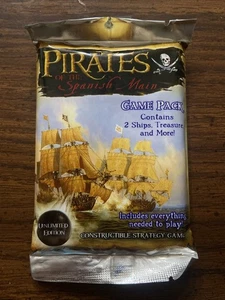 PIRATES
OF THE
Spanish Main
GAME PACK
Contains
2 Ships, Treasure
and More!
Includes everything
needed to play!
UNLIMITED
EDITION
CONSTRUCTIBLE STRATEGY GAME